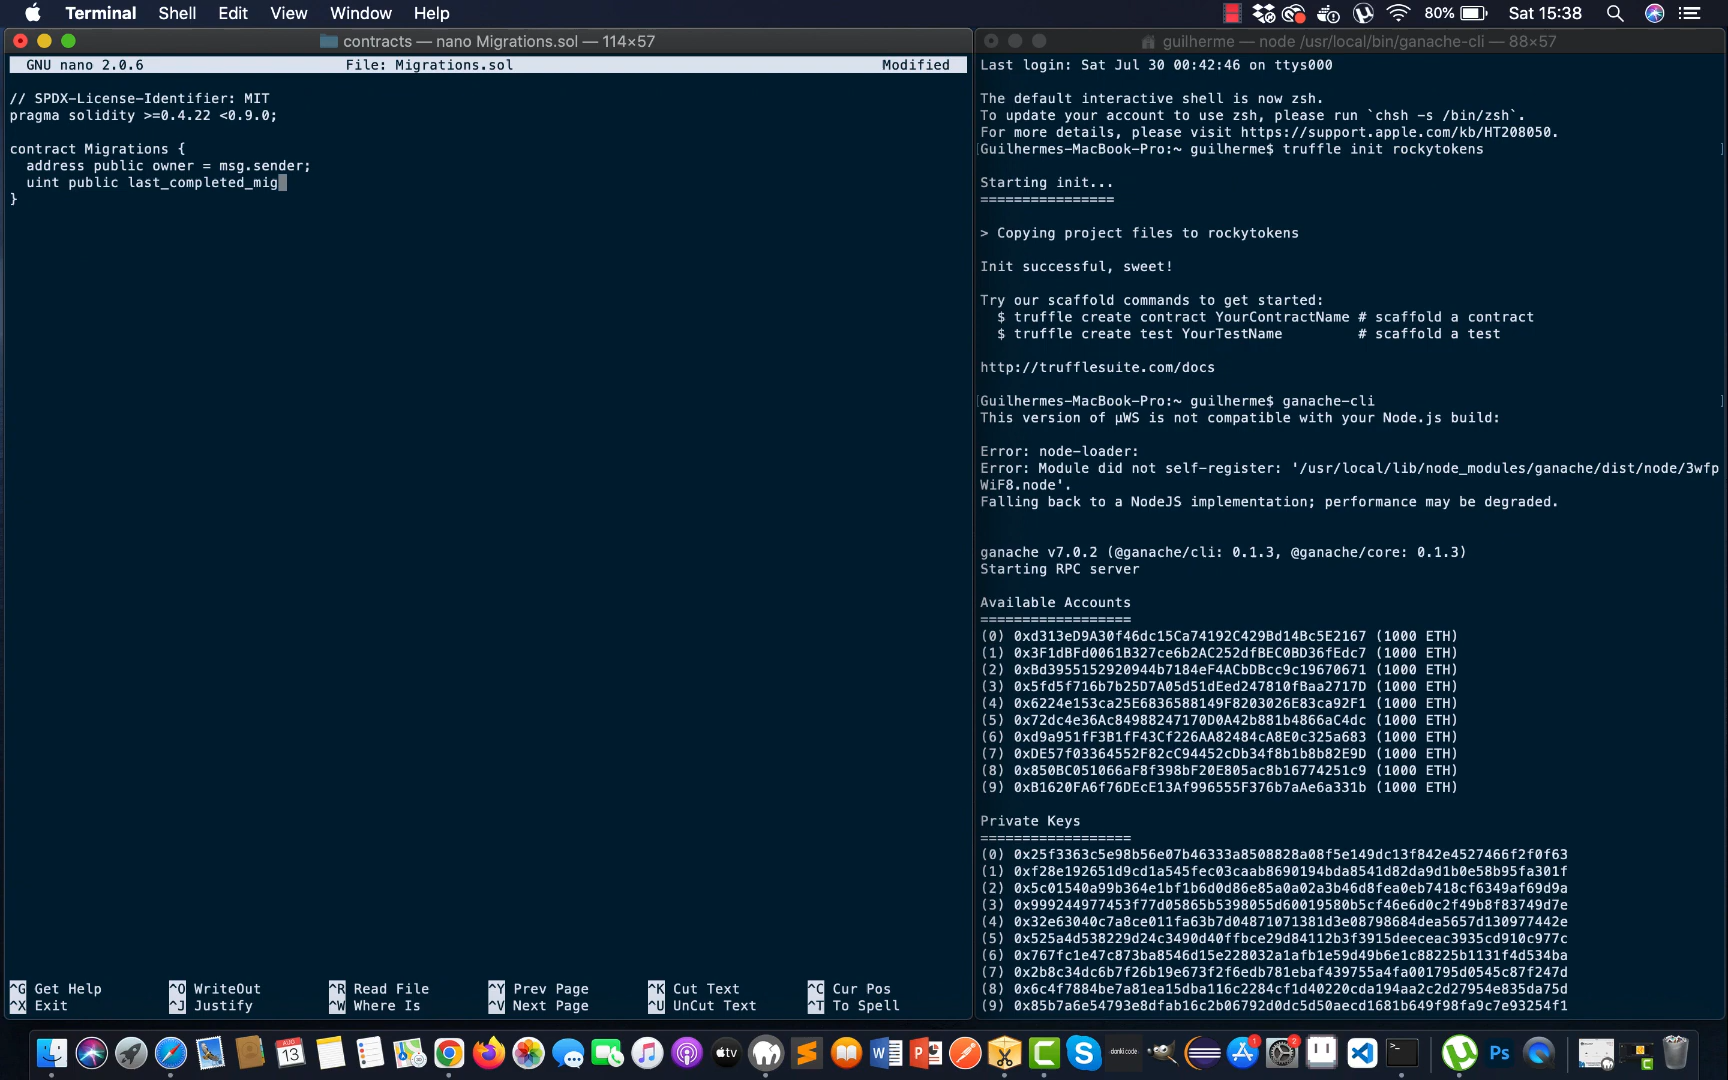 Terminal Shell Edit View Window Help 80% Sat 15:38
contracts — nano Migrations.sol — 114×57
GNU nano 2.0.6 File: Migrations.sol Modified
// SPDX-License-Identifier: MIT
pragma solidity >=0.4.22 <0.9.0;
contract Migrations {
address public owner = msg.sender;
uint public last_completed_mig
}
^G Get Help ^O WriteOut ^R Read File ^Y Prev Page ^K Cut Text ^C Cur Pos
^X Exit ^J Justify ^W Where Is ^V Next Page ^U UnCut Text ^T To Spell
guilherme — node /usr/local/bin/ganache-cli — 88×57
Last login: Sat Jul 30 00:42:46 on ttys000
The default interactive shell is now zsh.
To update your account to use zsh, please run `chsh -s /bin/zsh`.
For more details, please visit https://support.apple.com/kb/HT208050.
[Guilhermes-MacBook-Pro:~ guilherme$ truffle init rockytokens ]
Starting init...
================
> Copying project files to rockytokens
Init successful, sweet!
Try our scaffold commands to get started:
$ truffle create contract YourContractName # scaffold a contract
$ truffle create test YourTestName # scaffold a test
http://trufflesuite.com/docs
[Guilhermes-MacBook-Pro:~ guilherme$ ganache-cli ]
This version of µWS is not compatible with your Node.js build:
Error: node-loader:
Error: Module did not self-register: '/usr/local/lib/node_modules/ganache/dist/node/3wfp
WiF8.node'.
Falling back to a NodeJS implementation; performance may be degraded.
ganache v7.0.2 (@ganache/cli: 0.1.3, @ganache/core: 0.1.3)
Starting RPC server
Available Accounts
==================
(0) 0xd313eD9A30f46dc15Ca74192C429Bd14Bc5E2167 (1000 ETH)
(1) 0x3F1dBFd0061B327ce6b2AC252dfBEC0BD36fEdc7 (1000 ETH)
(2) 0xBd3955152920944b7184eF4ACbDBcc9c19670671 (1000 ETH)
(3) 0x5fd5f716b7b25D7A05d51dEed247810fBaa2717D (1000 ETH)
(4) 0x6224e153ca25E6836588149F8203026E83ca92F1 (1000 ETH)
(5) 0x72dc4e36Ac84988247170D0A42b881b4866aC4dc (1000 ETH)
(6) 0xd9a951fF3B1fF43Cf226AA82484cA8E0c325a683 (1000 ETH)
(7) 0xDE57f03364552F82cC94452cDb34f8b1b8b82E9D (1000 ETH)
(8) 0x850BC051066aF8f398bF20E805ac8b16774251c9 (1000 ETH)
(9) 0xB1620FA6f76DEcE13Af996555F376b7aAe6a331b (1000 ETH)
Private Keys
==================
(0) 0x25f3363c5e98b56e07b46333a8508828a08f5e149dc13f842e4527466f2f0f63
(1) 0xf28e192651d9cd1a545fec03caab8690194bda8541d82da9d1b0e58b95fa301f
(2) 0x5c01540a99b364e1bf1b6d0d86e85a0a02a3b46d8fea0eb7418cf6349af69d9a
(3) 0x999244977453f77d05865b5398055d60019580b5cf46e6d0c2f49b8f83749d7e
(4) 0x32e63040c7a8ce011fa63b7d04871071381d3e08798684dea5657d130977442e
(5) 0x525a4d538229d24c3490d40ffbce29d84112b3f3915deeceac3935cd910c977c
(6) 0x767fc1e47c873ba8546d15e228032a1afb1e59d49b6e1c88225b1131f4d534ba
(7) 0x2b8c34dc6b7f26b19e673f2f6edb781ebaf439755a4fa001795d0545c87f247d
(8) 0x6c4f7884be7a81ea15dba116c2284cf1d40220cda194aa2c2d27954e835da75d
(9) 0x85b7a6e54793e8dfab16c2b06792d0dc5d50aecd1681b649f98fa9c7e93254f1
AUG 13 tv W P danki code 1 2 Ps